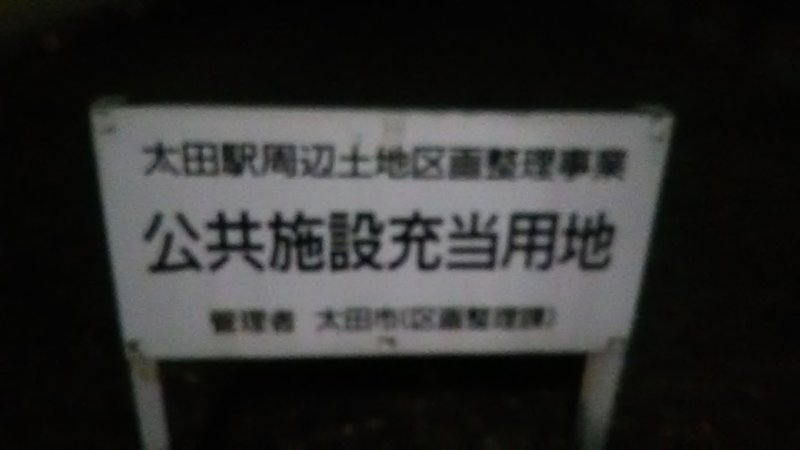 太田駅周辺土地区画整理事業
公共施設充当用地
管理者 太田市(区画整理課)